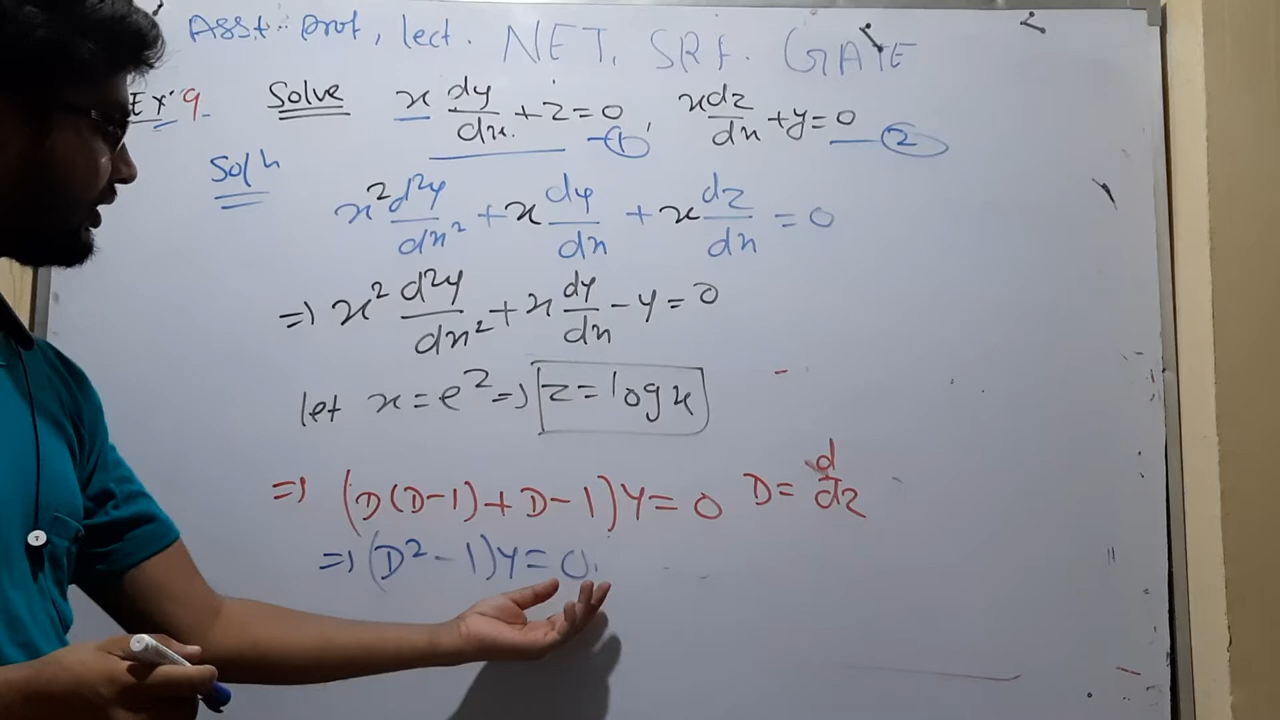 Asst. prof, lect. NET, SRF. GATE
Ex. 9. Solve x dy/dx + z = 0, —① x dz/dx + y = 0 —②
Solh
x² d²y/dx² + x dy/dx + x dz/dx = 0
⇒ x² d²y/dx² + x dy/dx - y = 0
let x = e^z ⇒ z = log x
⇒ (D(D-1) + D - 1) y = 0 D = d/dz
⇒ (D² - 1) y = 0.